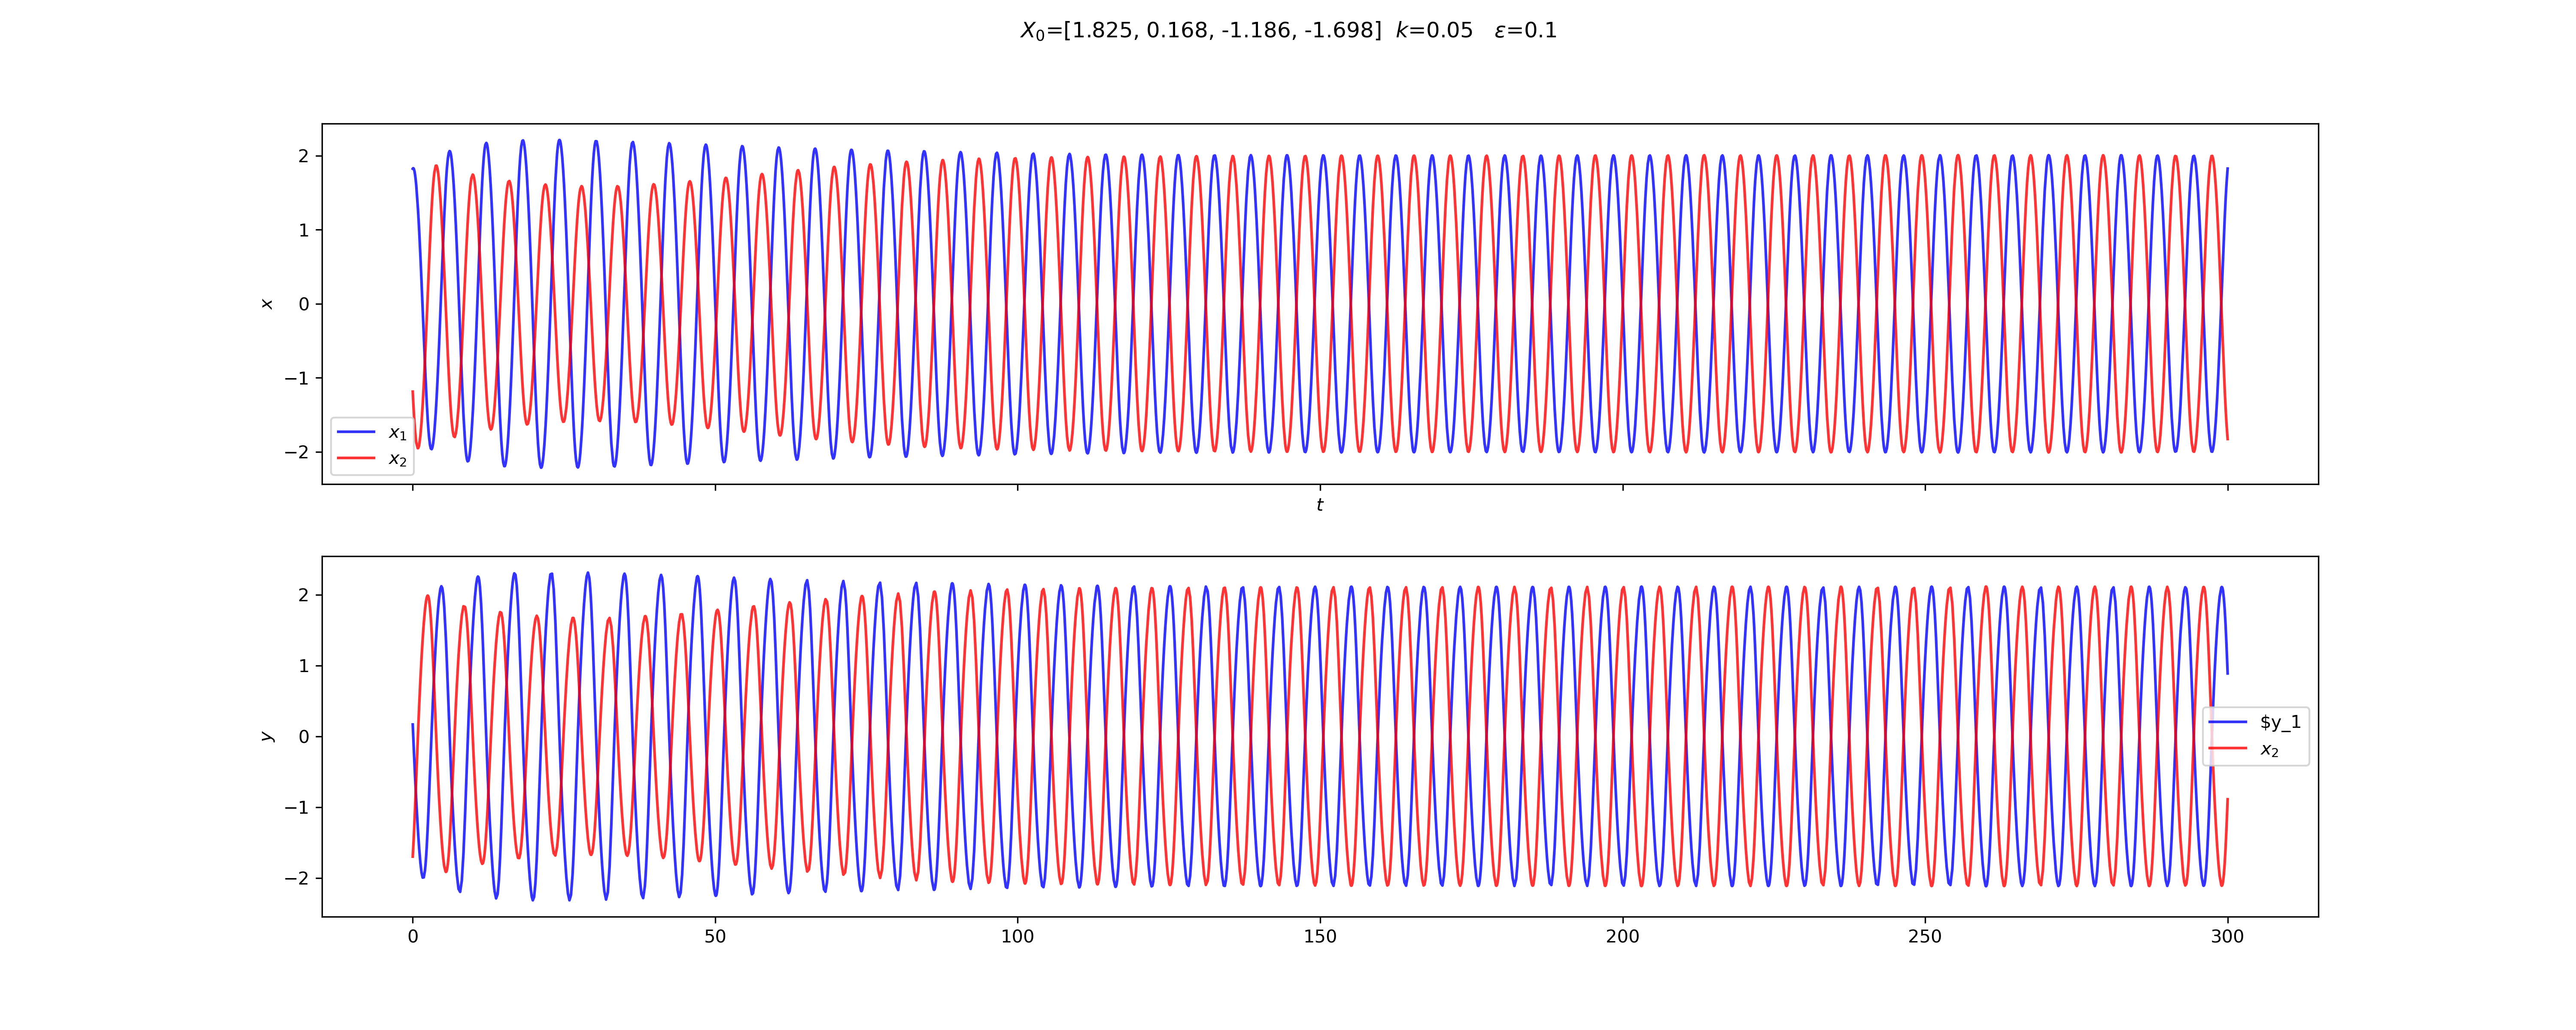 X₀=[1.825, 0.168, -1.186, -1.698] k=0.05 ε=0.1
2
1
0
−1
−2
x
x₁
x₂
t
2
1
0
−1
−2
y
$y_1
x₂
0 50 100 150 200 250 300